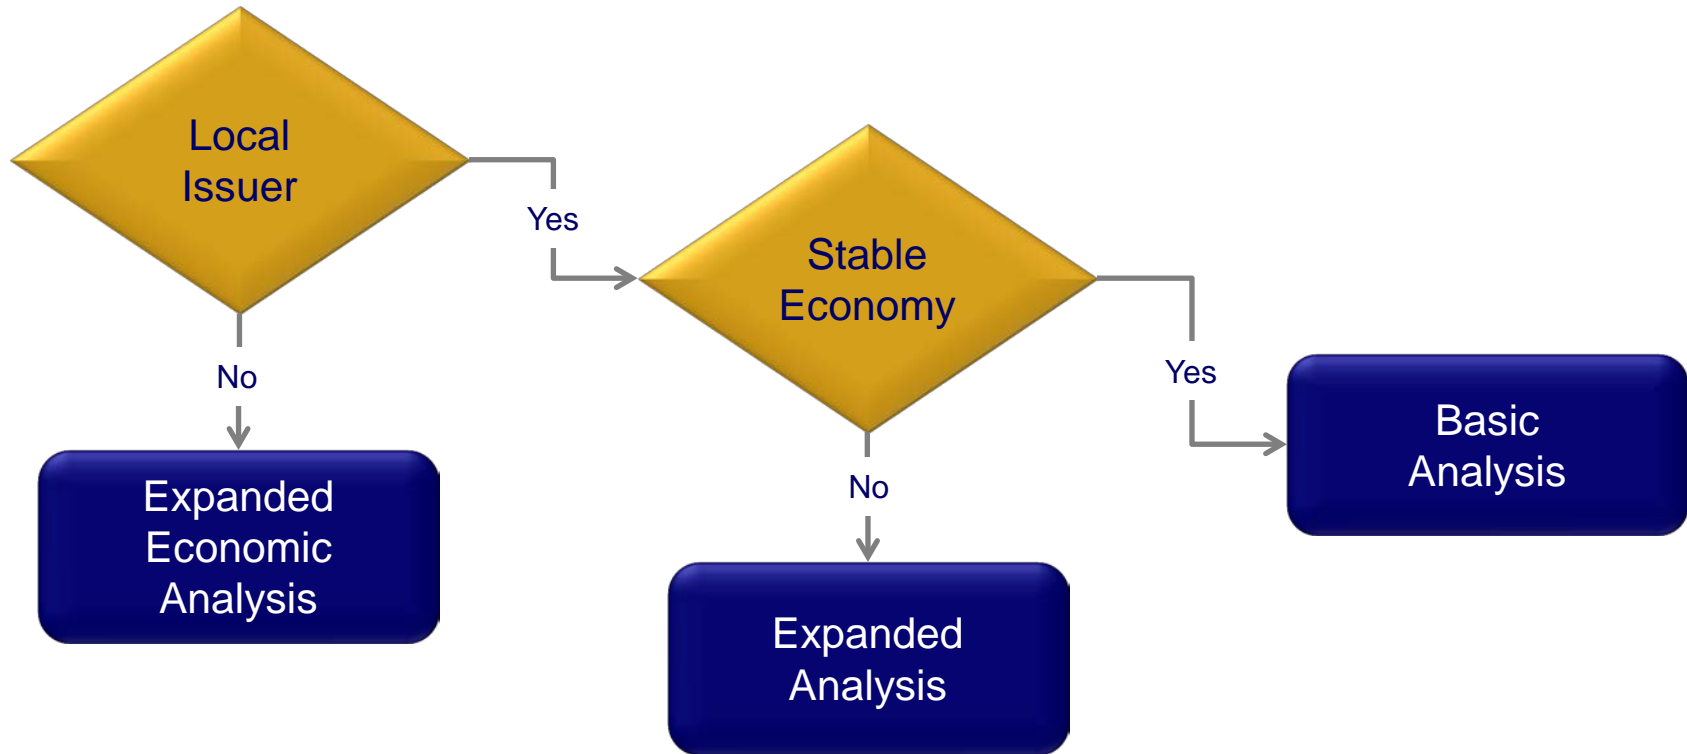 Local
Issuer
Yes
No
Expanded
Economic
Analysis
Stable
Economy
Yes
No
Expanded
Analysis
Basic
Analysis